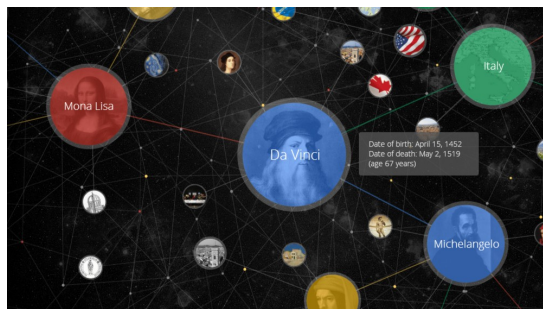 Italy
Mona Lisa
Da Vinci
Date of birth: April 15, 1452
Date of death: May 2, 1519
(age 67 years)
Michelangelo